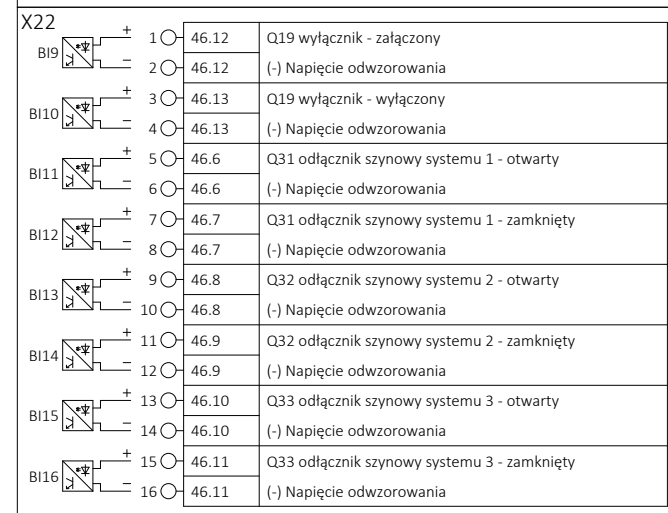 X22
BI9 + 1 46.12 Q19 wyłącznik - załączony
− 2 46.12 (-) Napięcie odwzorowania
BI10 + 3 46.13 Q19 wyłącznik - wyłączony
− 4 46.13 (-) Napięcie odwzorowania
BI11 + 5 46.6 Q31 odłącznik szynowy systemu 1 - otwarty
− 6 46.6 (-) Napięcie odwzorowania
BI12 + 7 46.7 Q31 odłącznik szynowy systemu 1 - zamknięty
− 8 46.7 (-) Napięcie odwzorowania
BI13 + 9 46.8 Q32 odłącznik szynowy systemu 2 - otwarty
− 10 46.8 (-) Napięcie odwzorowania
BI14 + 11 46.9 Q32 odłącznik szynowy systemu 2 - zamknięty
− 12 46.9 (-) Napięcie odwzorowania
BI15 + 13 46.10 Q33 odłącznik szynowy systemu 3 - otwarty
− 14 46.10 (-) Napięcie odwzorowania
BI16 + 15 46.11 Q33 odłącznik szynowy systemu 3 - zamknięty
− 16 46.11 (-) Napięcie odwzorowania